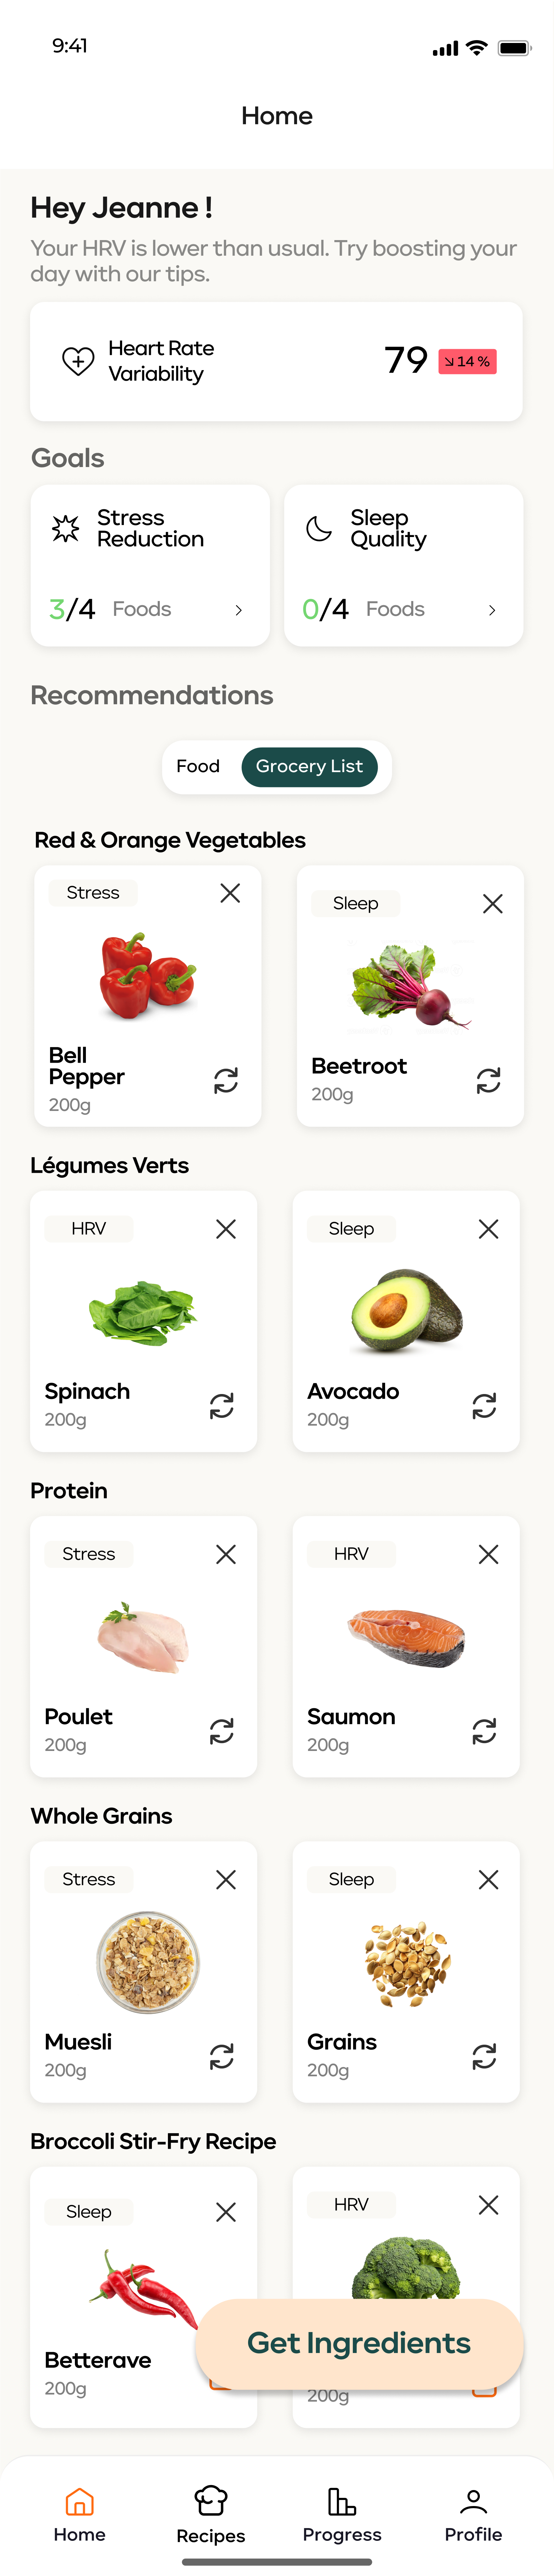 9:41
Home
Hey Jeanne !
Your HRV is lower than usual. Try boosting your
day with our tips.
Heart Rate
Variability
79
↘ 14 %
Goals
Stress
Reduction
3/4 Foods
Sleep
Quality
0/4 Foods
Recommendations
Food
Grocery List
Red & Orange Vegetables
Stress
Bell
Pepper
200g
Sleep
Beetroot
200g
Légumes Verts
HRV
Spinach
200g
Sleep
Avocado
200g
Protein
Stress
Poulet
200g
HRV
Saumon
200g
Whole Grains
Stress
Muesli
200g
Sleep
Grains
200g
Broccoli Stir-Fry Recipe
Sleep
Betterave
200g
HRV
200g
Get Ingredients
Home
Recipes
Progress
Profile